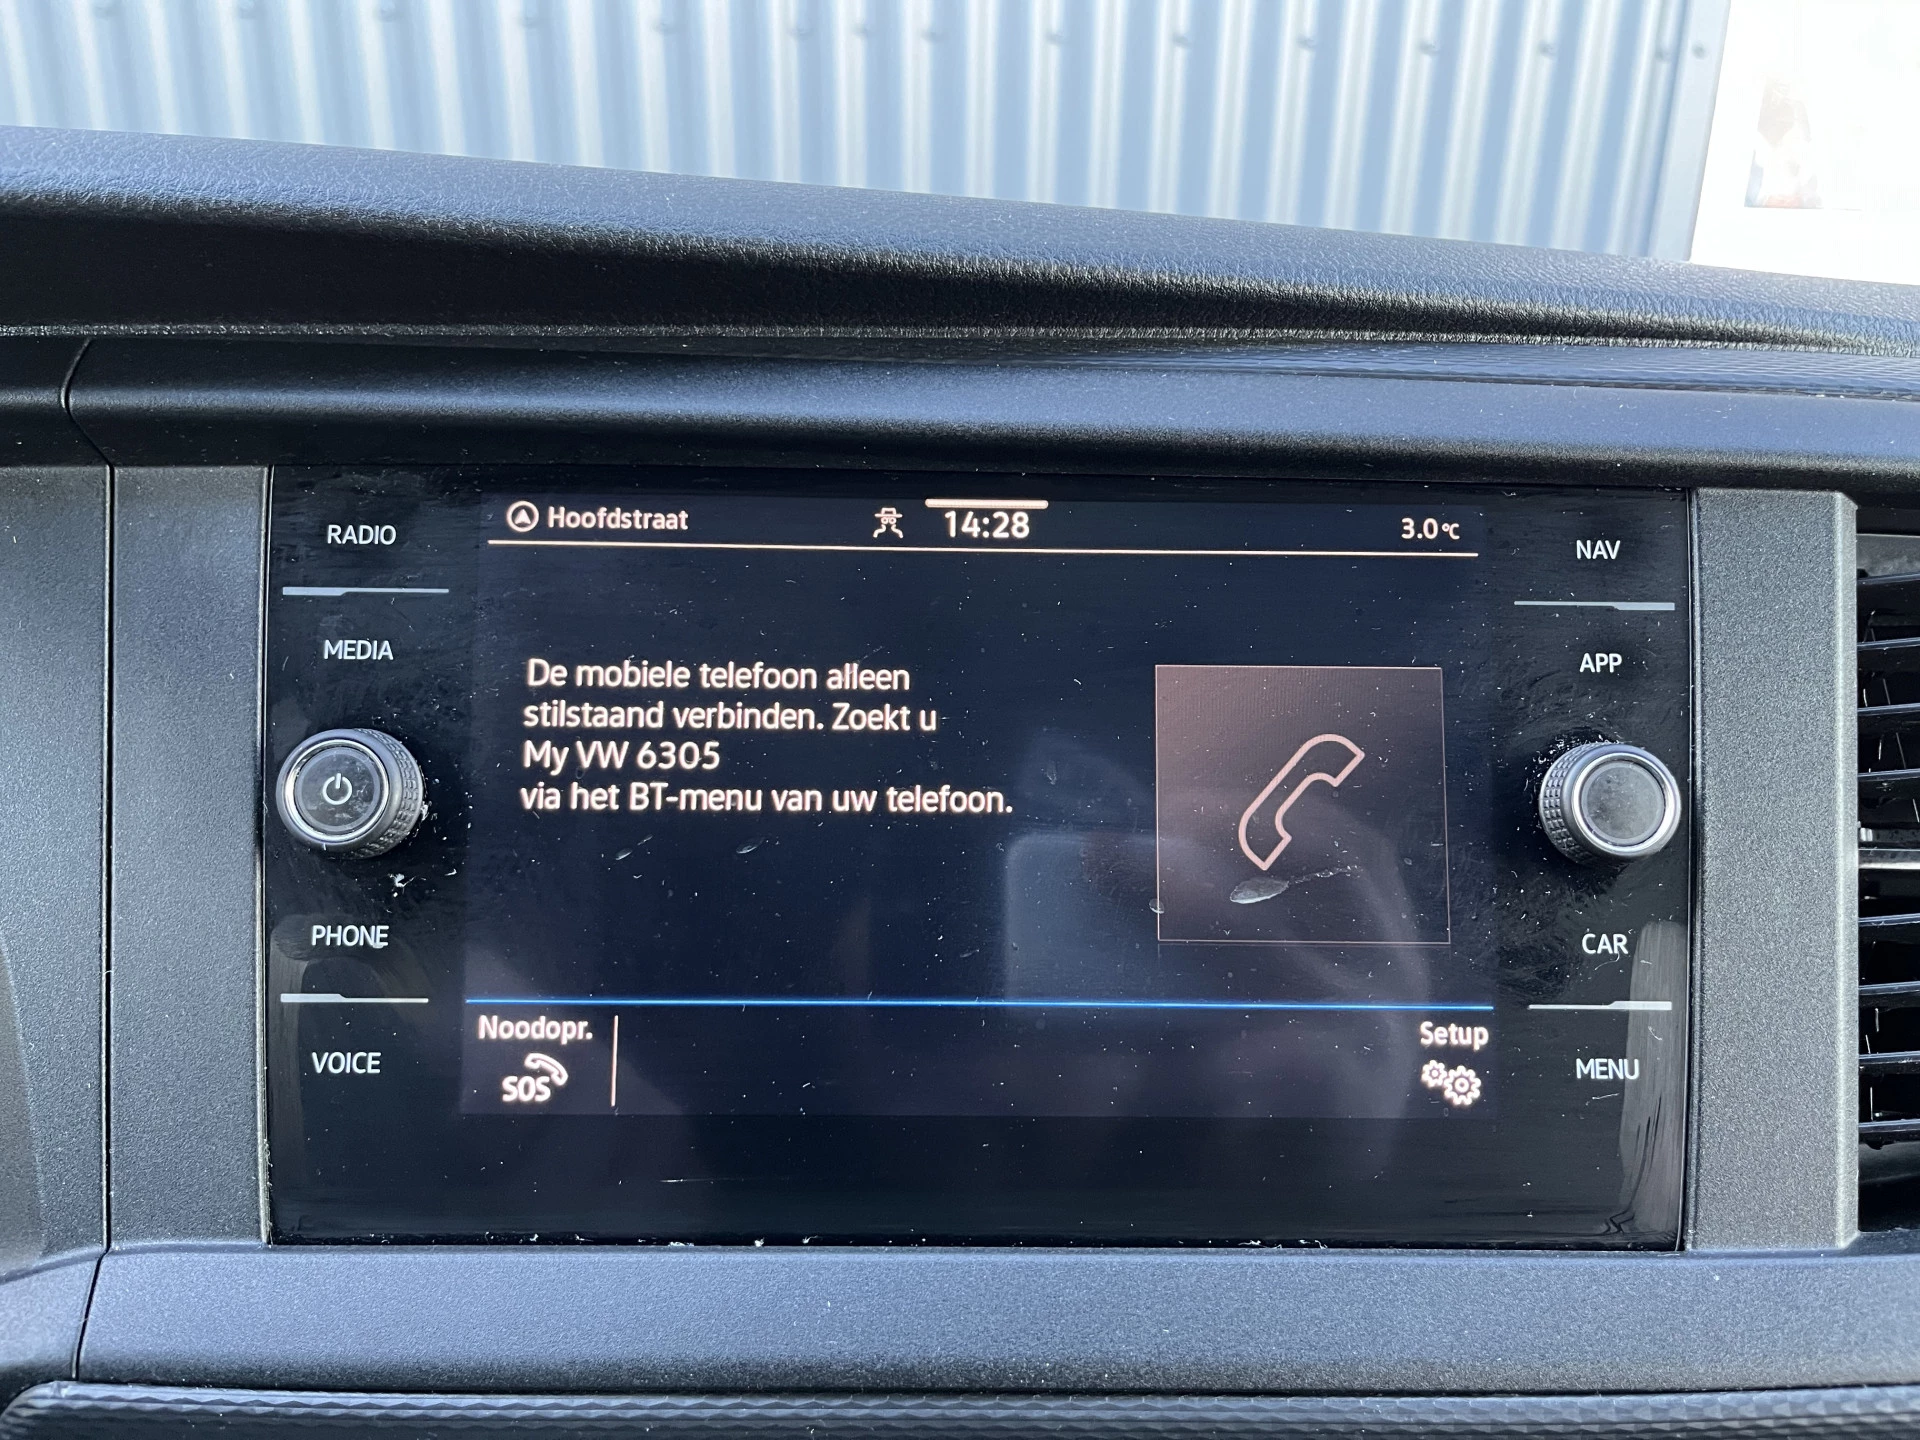 RADIO
MEDIA
PHONE
VOICE
Hoofdstraat
14:28
3.0°C
De mobiele telefoon alleen
stilstaand verbinden. Zoekt u
My VW 6305
via het BT-menu van uw telefoon.
Noodopr.
SOS
Setup
NAV
APP
CAR
MENU